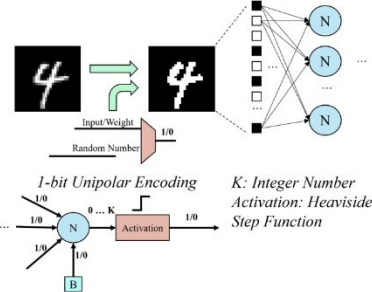 N
N
...
...
N
...
Input/Weight
1/0
Random Number
1-bit Unipolar Encoding
K: Integer Number
Activation: Heaviside
Step Function
1/0
0 ... K
1/0
...
1/0
N
Activation
1/0
1/0
B